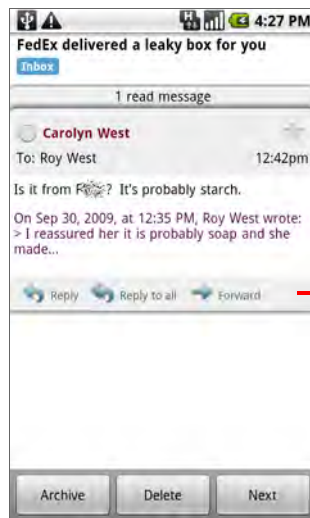 4:27 PM
FedEx delivered a leaky box for you
Inbox
1 read message
Carolyn West
To: Roy West 12:42pm
Is it from ? It's probably starch.
On Sep 30, 2009, at 12:35 PM, Roy West wrote:
> I reassured her it is probably soap and she
made...
Reply Reply to all Forward
Archive Delete Next